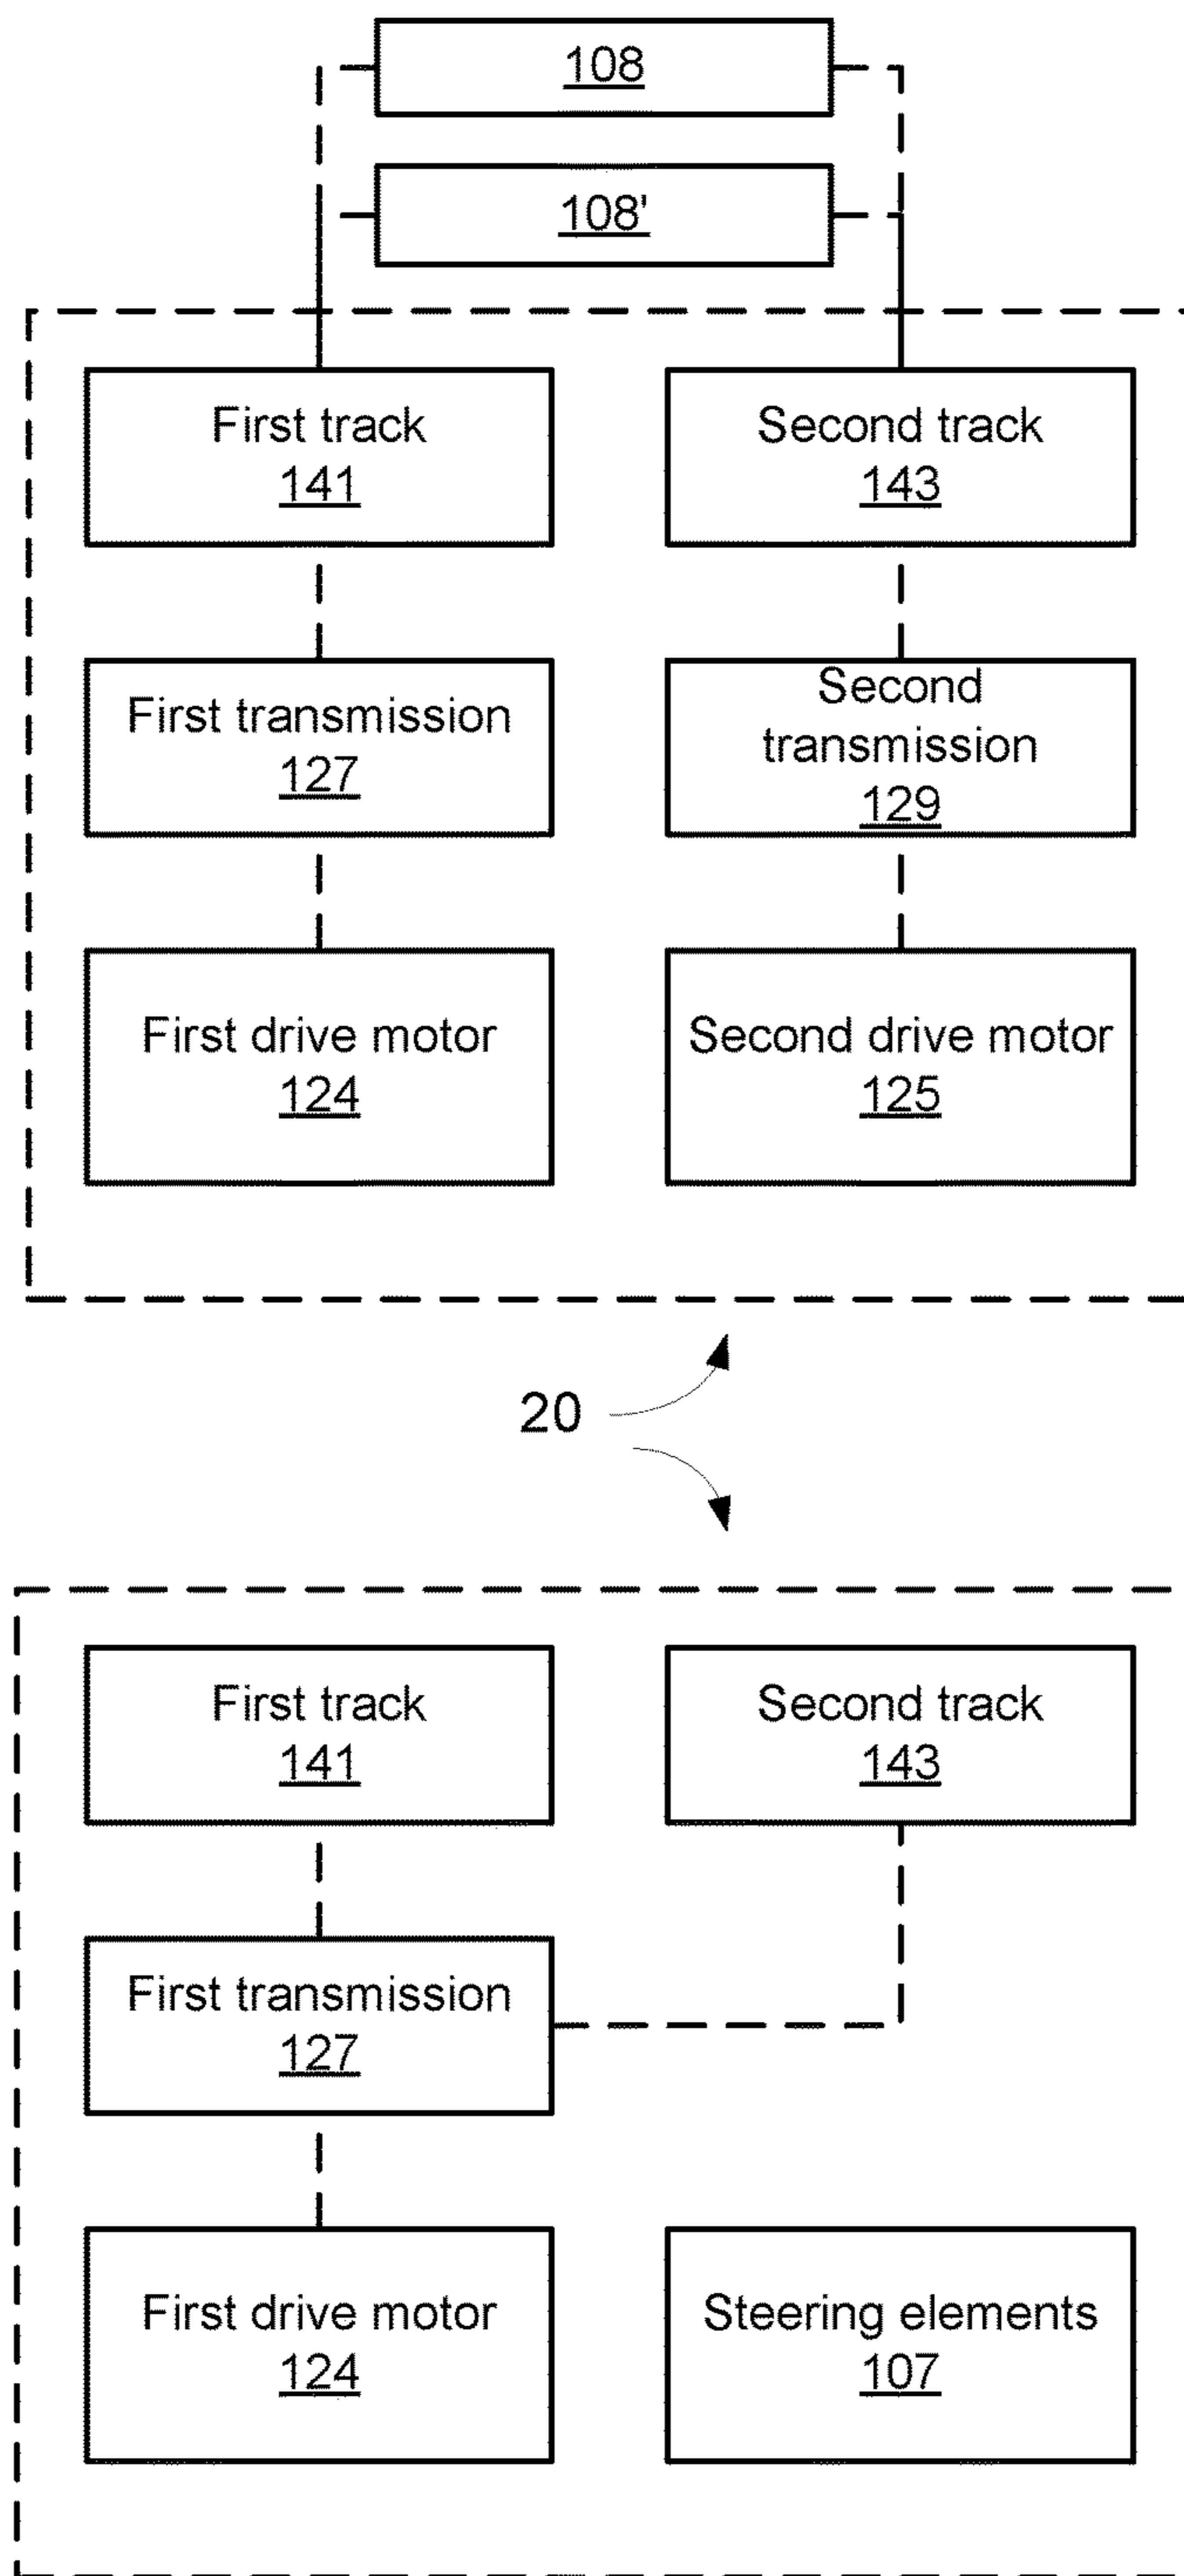 108
108'
First track
141
Second track
143
First transmission
127
Second
transmission
129
First drive motor
124
Second drive motor
125
20
First track
141
Second track
143
First transmission
127
First drive motor
124
Steering elements
107